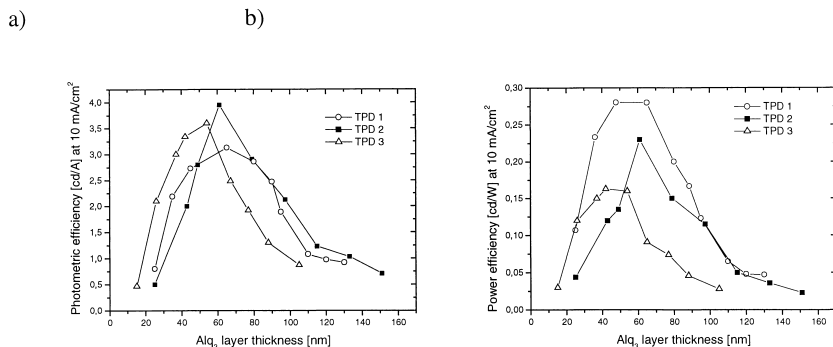 a)
b)
Photometric efficiency [cd/A] at 10 mA/cm²
4,0
3,5
3,0
2,5
2,0
1,5
1,0
0,5
0,0
TPD 1
TPD 2
TPD 3
0 20 40 60 80 100 120 140 160
Alq3 layer thickness [nm]
Power efficiency [cd/W] at 10 mA/cm²
0,30
0,25
0,20
0,15
0,10
0,05
0,00
TPD 1
TPD 2
TPD 3
0 20 40 60 80 100 120 140 160
Alq3 layer thickness [nm]